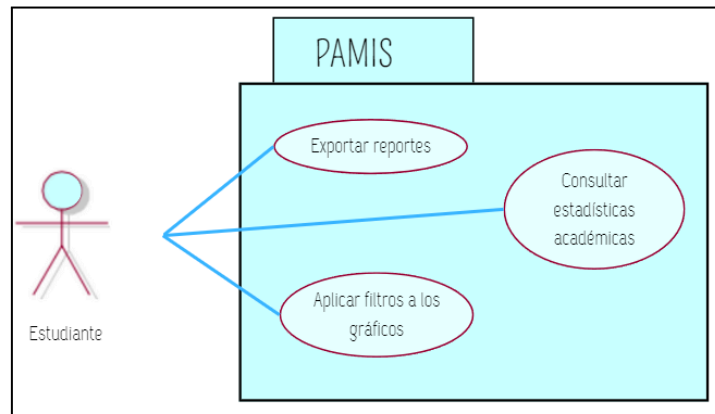 PAMIS
Exportar reportes
Consultar
estadísticas
académicas
Aplicar filtros a los
gráficos
Estudiante